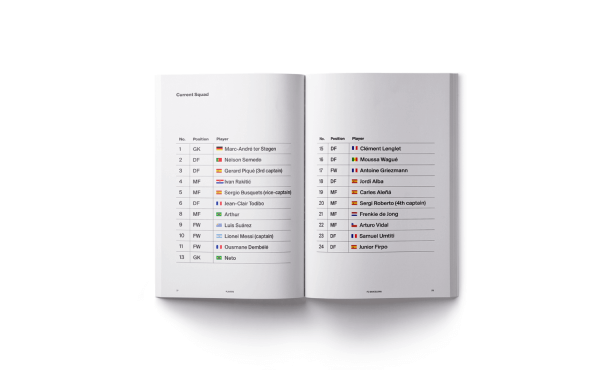 Current Squad
No. Position Player
1 GK Marc-André ter Stegen
2 DF Nelson Semedo
3 DF Gerard Piqué (3rd captain)
4 MF Ivan Rakitić
5 MF Sergio Busquets (vice-captain)
6 DF Jean-Clair Todibo
8 MF Arthur
9 FW Luis Suárez
10 FW Lionel Messi (captain)
11 FW Ousmane Dembélé
13 GK Neto
No. Position Player
15 DF Clément Lenglet
16 DF Moussa Wagué
17 FW Antoine Griezmann
18 DF Jordi Alba
19 MF Carles Aleñá
20 MF Sergi Roberto (4th captain)
21 MF Frenkie de Jong
22 MF Arturo Vidal
23 DF Samuel Umtiti
24 DF Junior Firpo